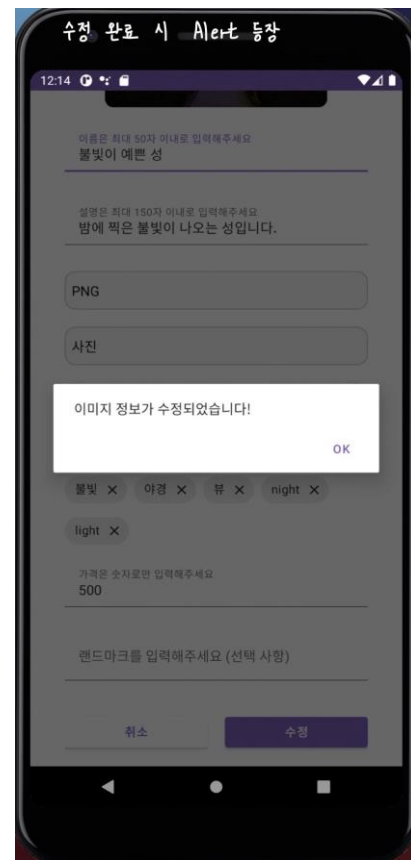 수정 완료 시 Alert 등장
12:14
이름은 최대 50자 이내로 입력해주세요
불빛이 예쁜 성
설명은 최대 150자 이내로 입력해주세요
밤에 찍은 불빛이 나오는 성입니다.
PNG
사진
이미지 정보가 수정되었습니다!
OK
불빛 × 야경 × 뷰 × night ×
light ×
가격은 숫자로만 입력해주세요
500
랜드마크를 입력해주세요 (선택 사항)
취소 수정